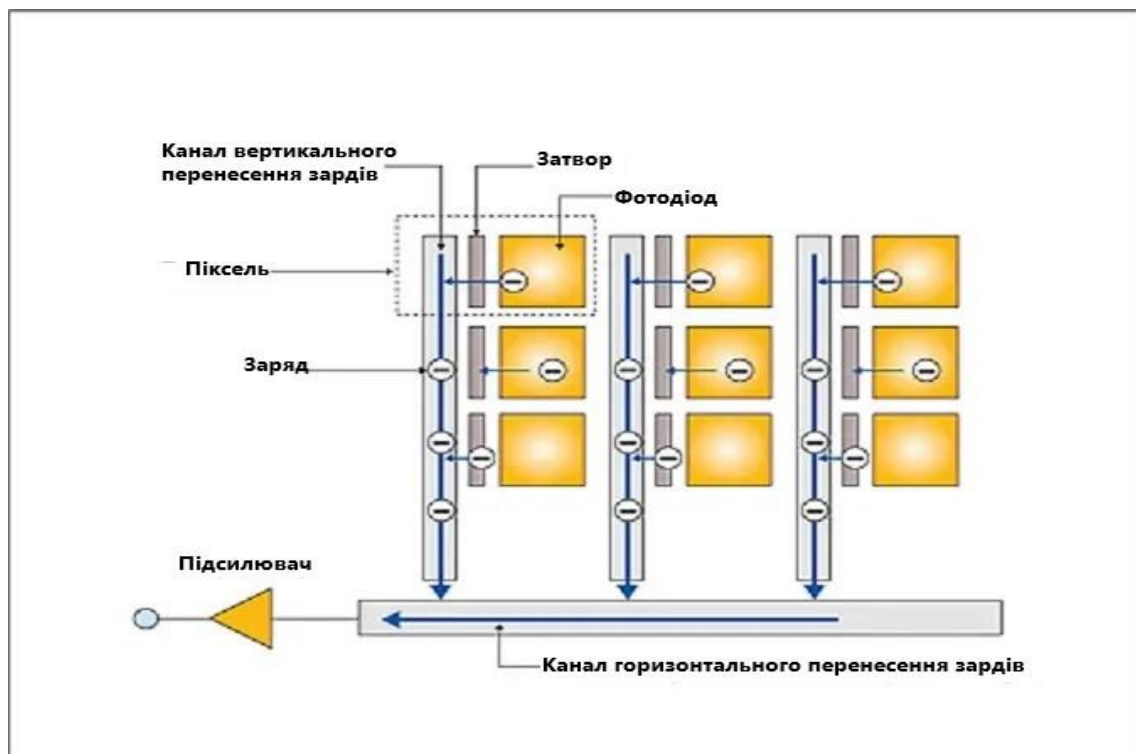 Канал вертикального
перенесення зардів
Затвор
Фотодіод
Піксель
Заряд
Підсилювач
Канал горизонтального перенесення зардів